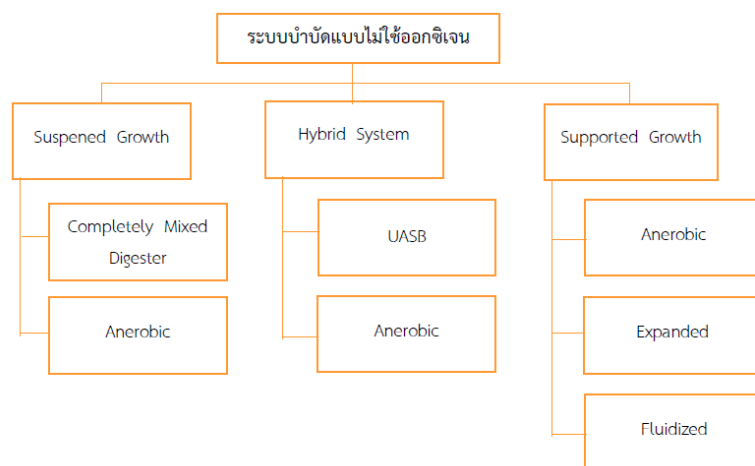 ระบบบำบัดแบบไม่ใช้ออกซิเจน
Suspened Growth
Hybrid System
Supported Growth
Completely Mixed
Digester
UASB
Anerobic
Anerobic
Anerobic
Expanded
Fluidized